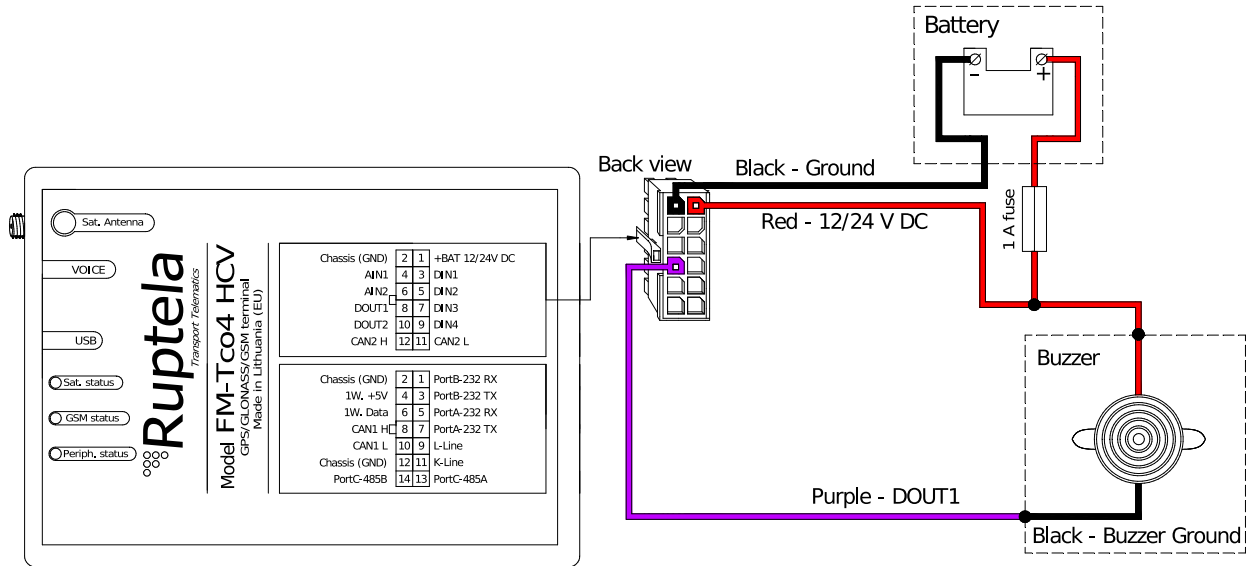 Battery
- +
Back view
Black - Ground
1 A fuse
Red - 12/24 V DC
Sat. Antenna
VOICE
USB
Sat. status
GSM status
Periph. status
Ruptela
Transport Telematics
Model FM-Tco4 HCV
GPS/GLONASS/GSM terminal
Made in Lithuania (EU)
Chassis (GND) 2 1 +BAT 12/24V DC
AIN1 4 3 DIN1
AIN2 6 5 DIN2
DOUT1 8 7 DIN3
DOUT2 10 9 DIN4
CAN2 H 12 11 CAN2 L
Chassis (GND) 2 1 PortB-232 RX
1W. +5V 4 3 PortB-232 TX
1W. Data 6 5 PortA-232 RX
CAN1 H 8 7 PortA-232 TX
CAN1 L 10 9 L-Line
Chassis (GND) 12 11 K-Line
PortC-485B 14 13 PortC-485A
Buzzer
Purple - DOUT1
Black - Buzzer Ground